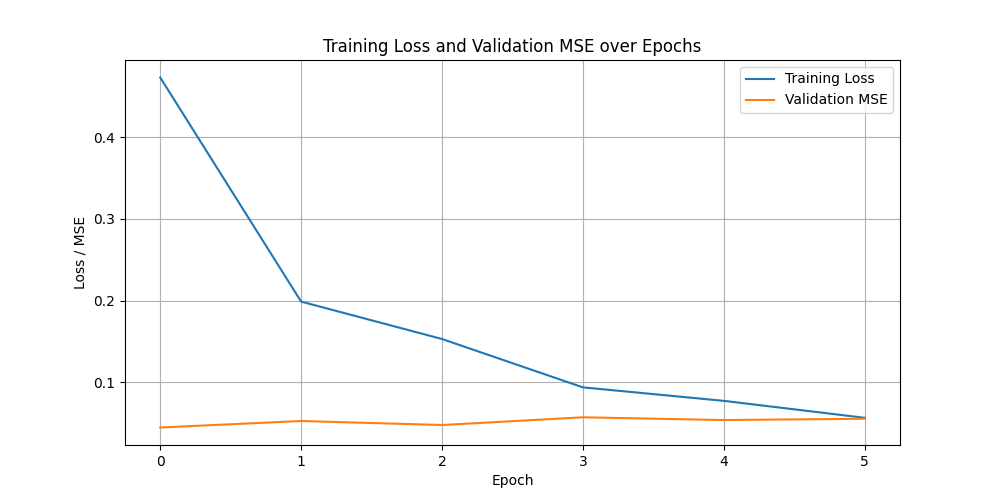 Training Loss and Validation MSE over Epochs
Training Loss
Validation MSE
0.4
0.3
0.2
0.1
Loss / MSE
0 1 2 3 4 5
Epoch